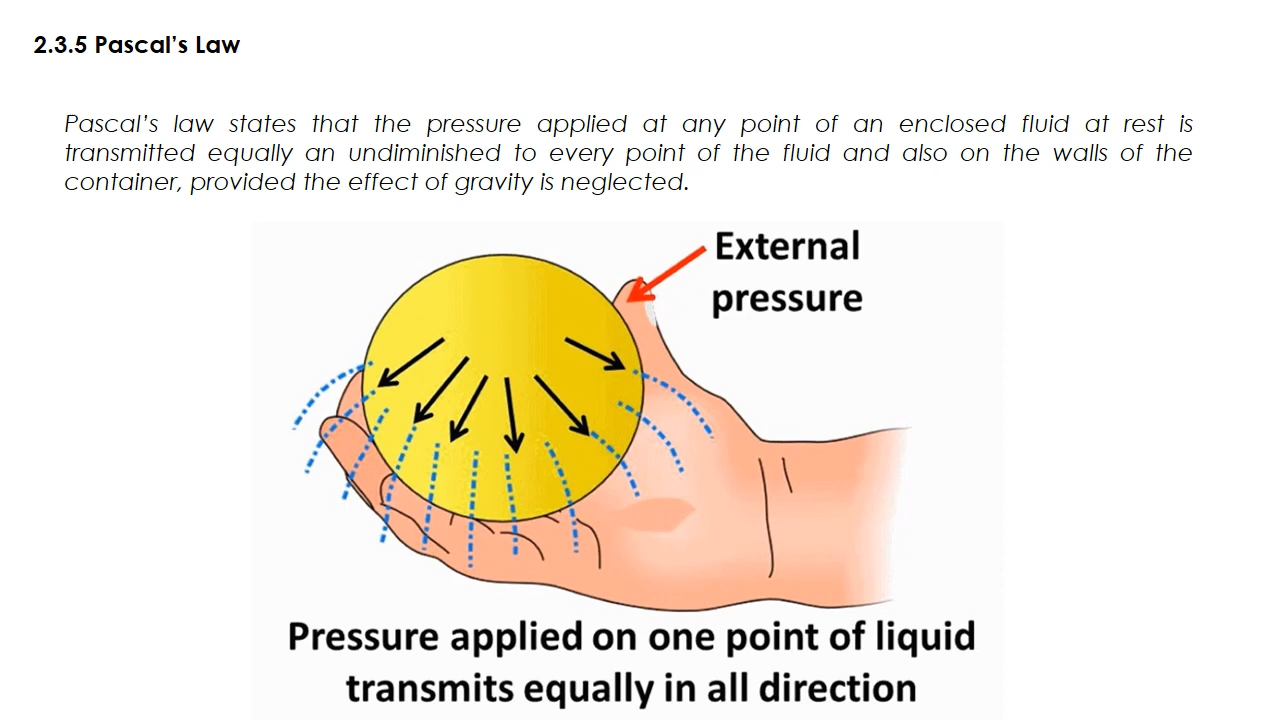 2.3.5 Pascal’s Law
Pascal’s law states that the pressure applied at any point of an enclosed fluid at rest is
transmitted equally an undiminished to every point of the fluid and also on the walls of the
container, provided the effect of gravity is neglected.
External
pressure
Pressure applied on one point of liquid
transmits equally in all direction